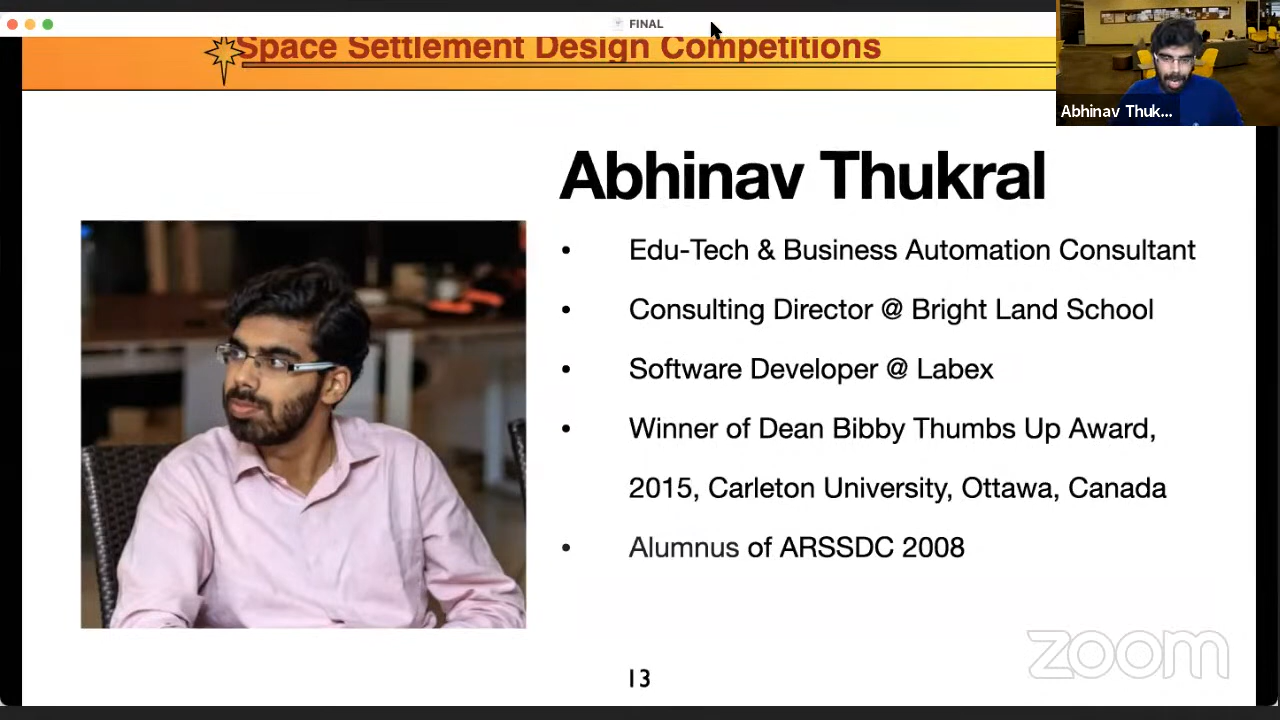 FINAL
Space Settlement Design Competitions
Abhinav Thuk...
Abhinav Thukral
• Edu-Tech & Business Automation Consultant
• Consulting Director @ Bright Land School
• Software Developer @ Labex
• Winner of Dean Bibby Thumbs Up Award,
2015, Carleton University, Ottawa, Canada
• Alumnus of ARSSDC 2008
zoom
13